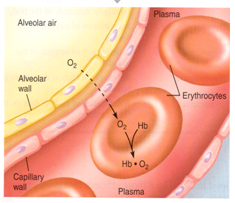 Plasma
Alveolar air
O₂
Alveolar
wall
Erythrocytes
O₂
Hb
Hb • O₂
Capillary
wall
Plasma